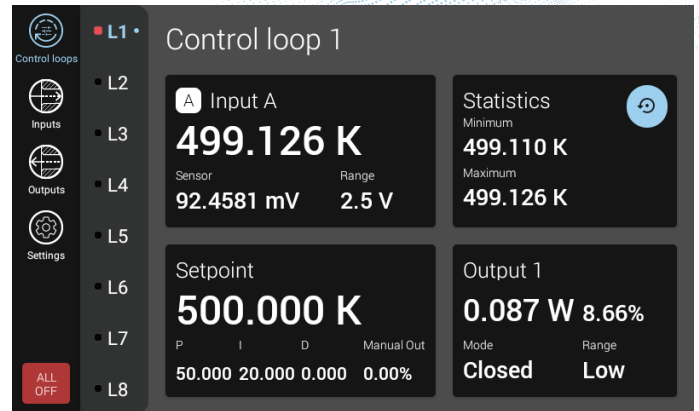 Control loops
Inputs
Outputs
Settings
ALL
OFF
L1
L2
L3
L4
L5
L6
L7
L8
Control loop 1
A Input A
499.126 K
Sensor Range
92.4581 mV 2.5 V
Statistics
Minimum
499.110 K
Maximum
499.126 K
Setpoint
500.000 K
P I D Manual Out
50.000 20.000 0.000 0.00%
Output 1
0.087 W 8.66%
Mode Range
Closed Low